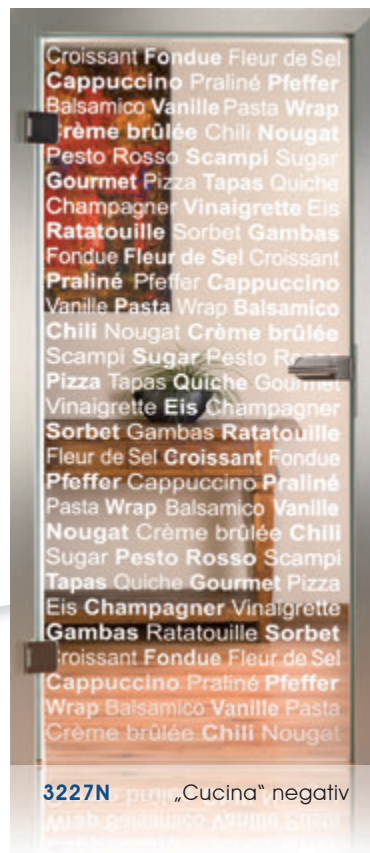 Croissant Fondue Fleur de Sel
Cappuccino Praliné Pfeffer
Balsamico Vanille Pasta Wrap
Crème brûlée Chili Nougat
Pesto Rosso Scampi Sugar
Gourmet Pizza Tapas Quiche
Champagner Vinaigrette Eis
Ratatouille Sorbet Gambas
Fondue Fleur de Sel Croissant
Praliné Pfeffer Cappuccino
Vanille Pasta Wrap Balsamico
Chili Nougat Crème brûlée
Scampi Sugar Pesto
Pizza Tapas Quiche Gourmet
Vinaigrette Eis Champagner
Sorbet Gambas Ratatouille
Fleur de Sel Croissant Fondue
Pfeffer Cappuccino Praliné
Pasta Wrap Balsamico Vanille
Nougat Crème brûlée Chili
Sugar Pesto Rosso Scampi
Tapas Quiche Gourmet Pizza
Eis Champagner Vinaigrette
Gambas Ratatouille Sorbet
Croissant Fondue Fleur de Sel
Cappuccino Praliné Pfeffer
Wrap Balsamico Vanille Pasta
Crème brûlée Chili Nougat
3227N „Cucina“ negativ